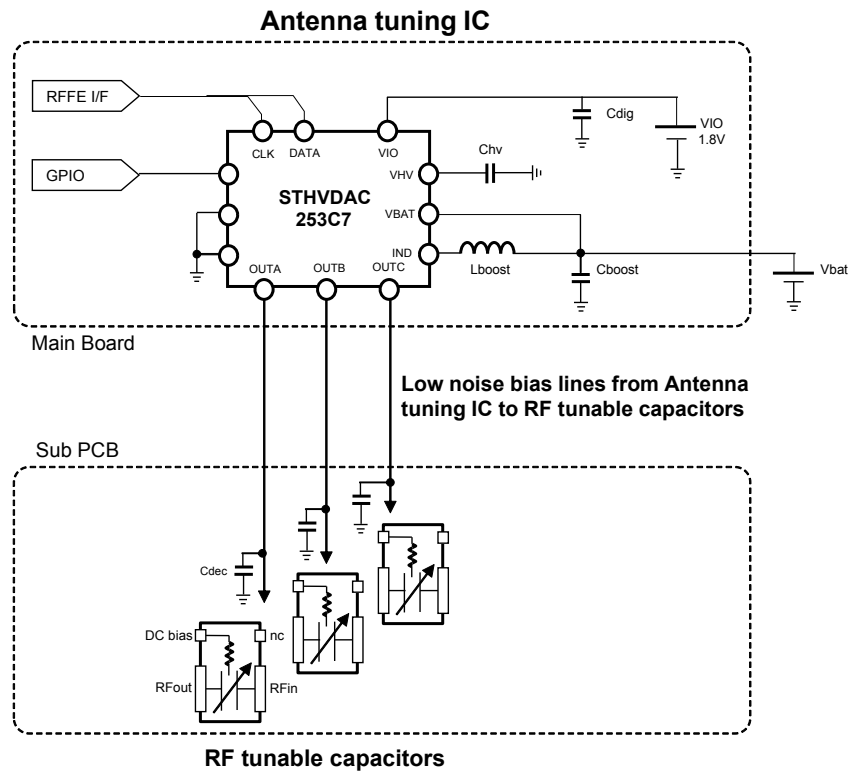 Antenna tuning IC
RFFE I/F
GPIO
CLK
DATA
VIO
Cdig
VIO
1.8V
Chv
VHV
STHVDAC
253C7
VBAT
IND
Lboost
Cboost
Vbat
OUTA
OUTB
OUTC
Main Board
Low noise bias lines from Antenna
tuning IC to RF tunable capacitors
Sub PCB
Cdec
DC bias
nc
RFout
RFin
RF tunable capacitors